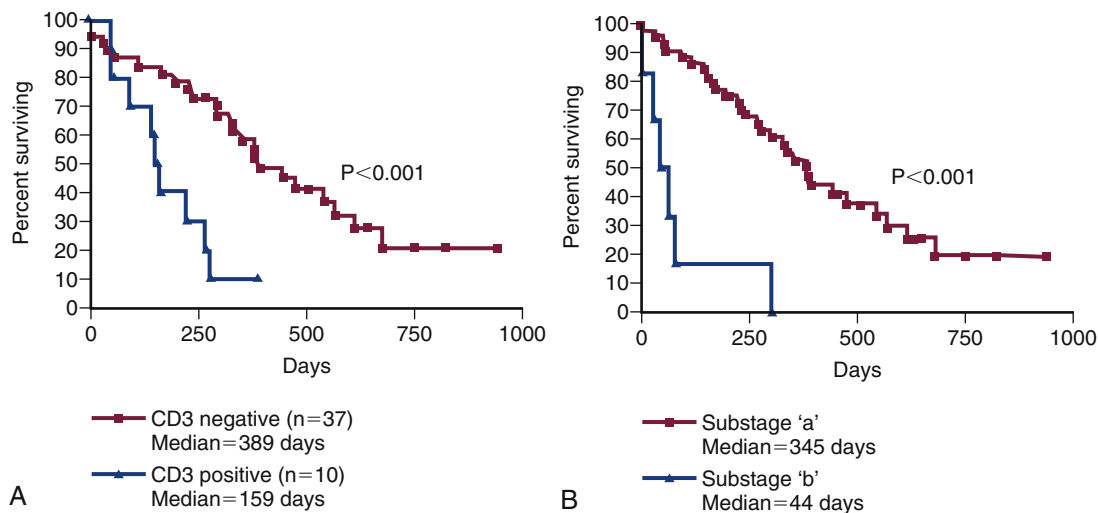 100
90
80
70
60
50
40
30
20
10
0
Percent surviving
P<0.001
0 250 500 750 1000
Days
CD3 negative (n=37)
Median=389 days
CD3 positive (n=10)
Median=159 days
A
100
90
80
70
60
50
40
30
20
10
0
Percent surviving
P<0.001
0 250 500 750 1000
Days
Substage ‘a’
Median=345 days
Substage ‘b’
Median=44 days
B